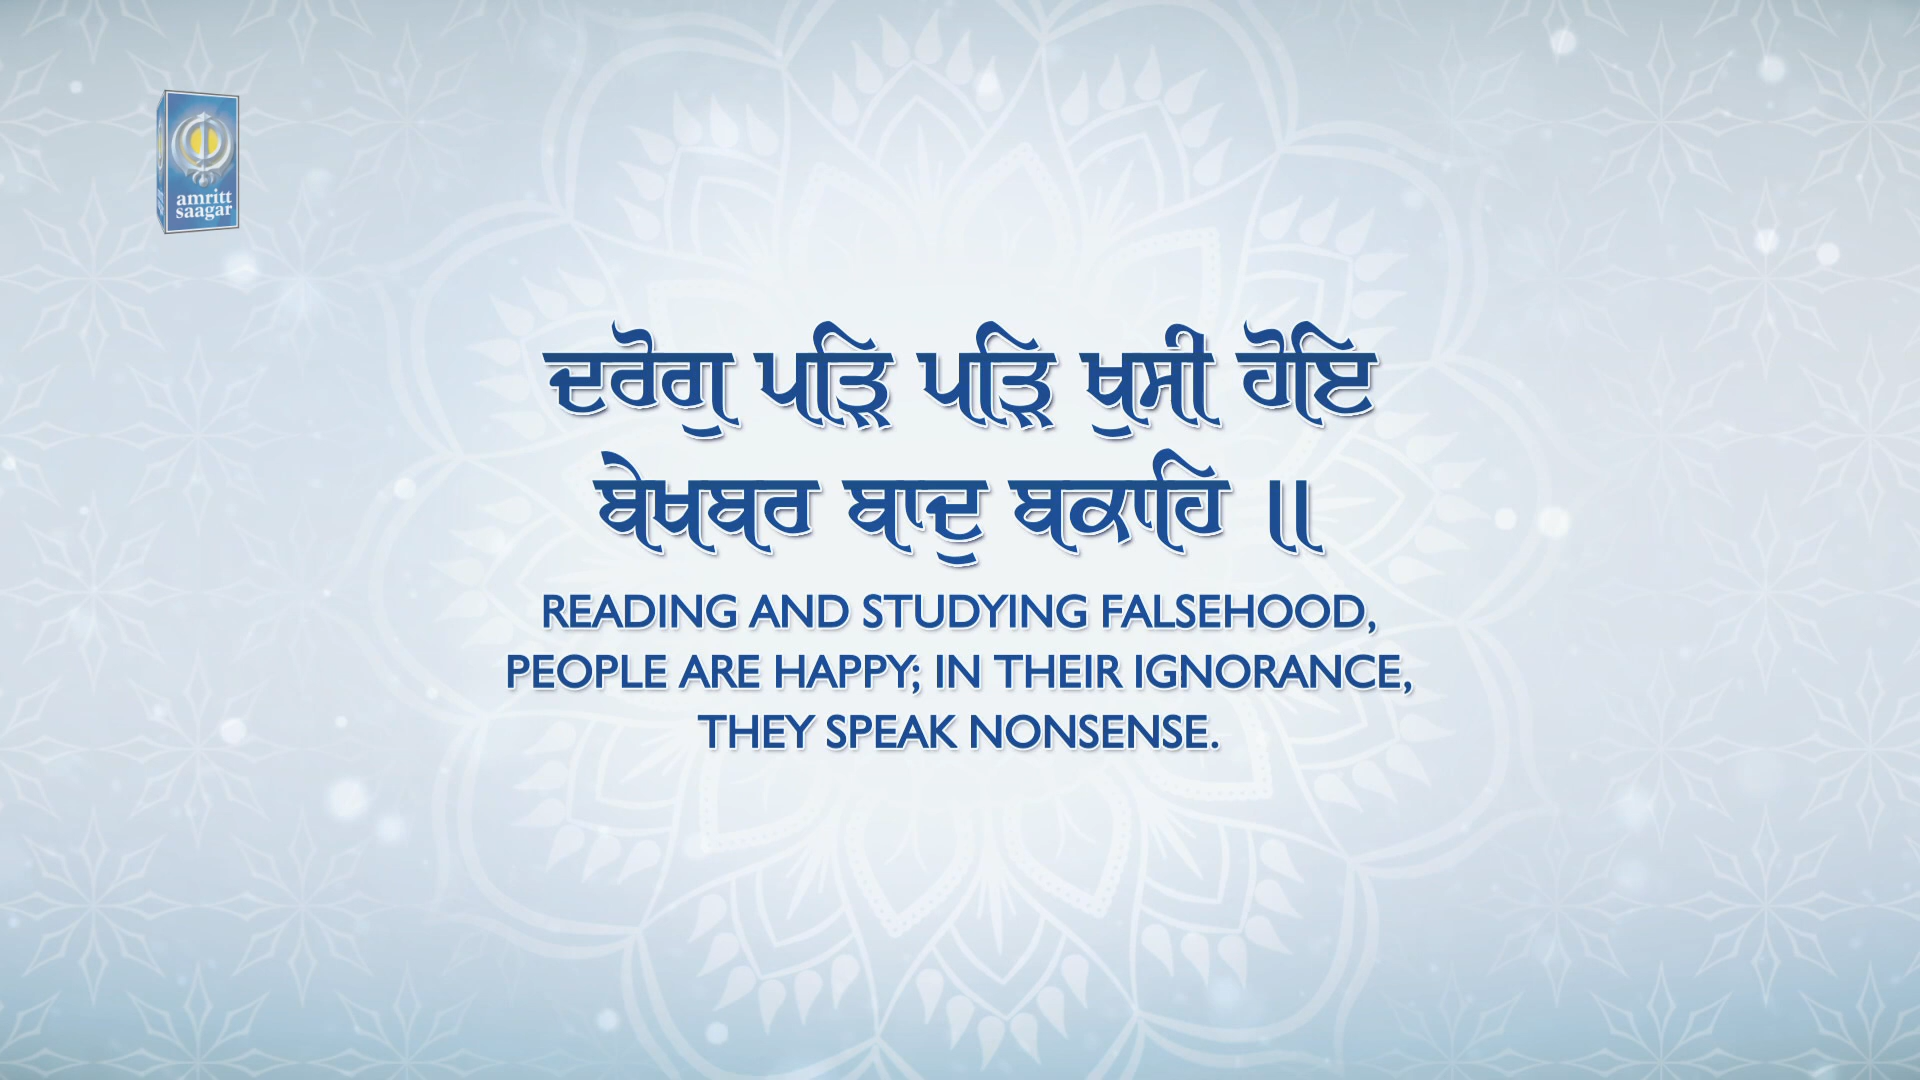 amritt
saagar
ਦਰੋਗੁ ਪੜਿ ਪੜਿ ਖੁਸੀ ਹੋਇ
ਬੇਖਬਰ ਬਾਦੁ ਬਕਾਹਿ ॥
READING AND STUDYING FALSEHOOD,
PEOPLE ARE HAPPY; IN THEIR IGNORANCE,
THEY SPEAK NONSENSE.